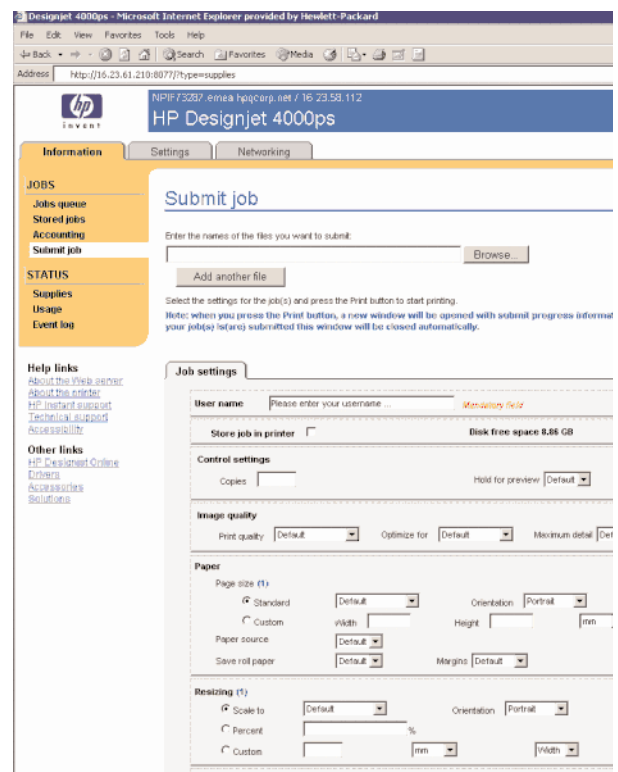 Designjet 4000ps - Microsoft Internet Explorer provided by Hewlett-Packard
File Edit View Favorites Tools Help
Back Search Favorites Media
Address http://16.23.61.210:8077/?type=supplies
hp
invent
NPIF73287.emea.hpqcorp.net / 16.23.58.112
HP Designjet 4000ps
Information Settings Networking
JOBS
Jobs queue
Stored jobs
Accounting
Submit job
STATUS
Supplies
Usage
Event log
Help links
About the Web server
About the printer
HP Instant support
Technical support
Accessibility
Other links
HP Designjet Online
Drivers
Accessories
Solutions
Submit job
Enter the names of the files you want to submit:
Browse...
Add another file
Select the settings for the job(s) and press the Print button to start printing.
Note: when you press the Print button, a new window will be opened with submit progress informat
your job(s) is(are) submitted this window will be closed automatically.
Job settings
User name Please enter your username ... Mandatory field
Store job in printer Disk free space 8.86 GB
Control settings
Copies Hold for preview Default
Image quality
Print quality Default Optimize for Default Maximum detail Def
Paper
Page size (1)
Standard Default Orientation Portrait
Custom Width Height mm
Paper source Default
Save roll paper Default Margins Default
Resizing (1)
Scale to Default Orientation Portrait
Percent %
Custom mm Width